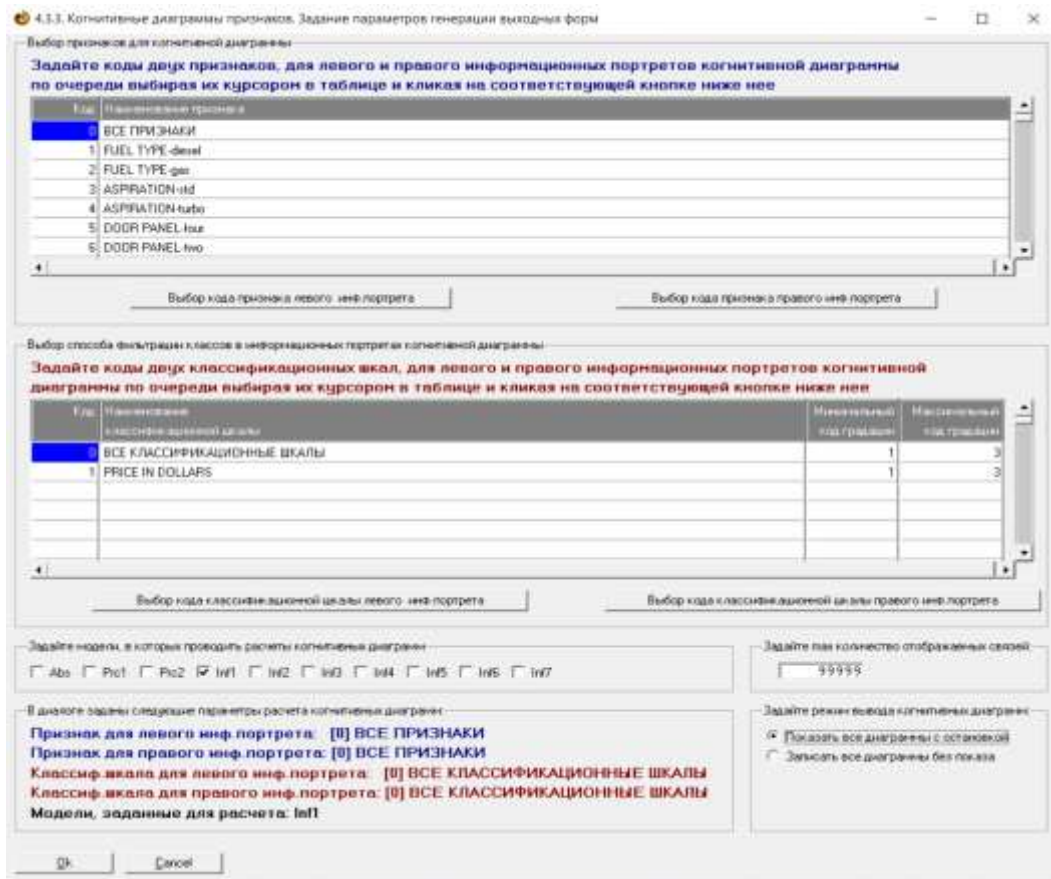 4.3.3. Когнитивные диаграммы признаков. Задание параметров генерации выходных форм
Выбор признаков для когнитивной диаграммы
Задайте коды двух признаков, для левого и правого информационных портретов когнитивной диаграммы
по очереди выбирая их курсором в таблице и кликая на соответствующей кнопке ниже нее
Код Наименование признака
0 ВСЕ ПРИЗНАКИ
1 FUEL TYPE-diesel
2 FUEL TYPE-gas
3 ASPIRATION-std
4 ASPIRATION-turbo
5 DOOR PANEL-four
6 DOOR PANEL-two
Выбор кода признака левого инф.портрета Выбор кода признака правого инф.портрета
Выбор способа фильтрации классов в информационных портретах когнитивной диаграммы
Задайте коды двух классификационных шкал, для левого и правого информационных портретов когнитивной
диаграммы по очереди выбирая их курсором в таблице и кликая на соответствующей кнопке ниже нее
Код Наименование Минимальный Максимальный
классификационной шкалы код градации код градации
0 ВСЕ КЛАССИФИКАЦИОННЫЕ ШКАЛЫ 1 3
1 PRICE IN DOLLARS 1 3
Выбор кода классификационной шкалы левого инф.портрета Выбор кода классификационной шкалы правого инф.портрета
Задайте модели, в которых проводить расчеты когнитивных диаграмм Задайте max количество отображаемых связей
Abs Prc1 Prc2 Inf1 Inf2 Inf3 Inf4 Inf5 Inf6 Inf7 99999
В диалоге заданы следующие параметры расчета когнитивных диаграмм: Задайте режим вывода когнитивных диаграмм
Признак для левого инф.портрета: [0] ВСЕ ПРИЗНАКИ Показать все диаграммы с остановкой
Признак для правого инф.портрета: [0] ВСЕ ПРИЗНАКИ Записать все диаграммы без показа
Классиф.шкала для левого инф.портрета: [0] ВСЕ КЛАССИФИКАЦИОННЫЕ ШКАЛЫ
Классиф.шкала для правого инф.портрета: [0] ВСЕ КЛАССИФИКАЦИОННЫЕ ШКАЛЫ
Модели, заданные для расчета: Inf1
Ok Cancel